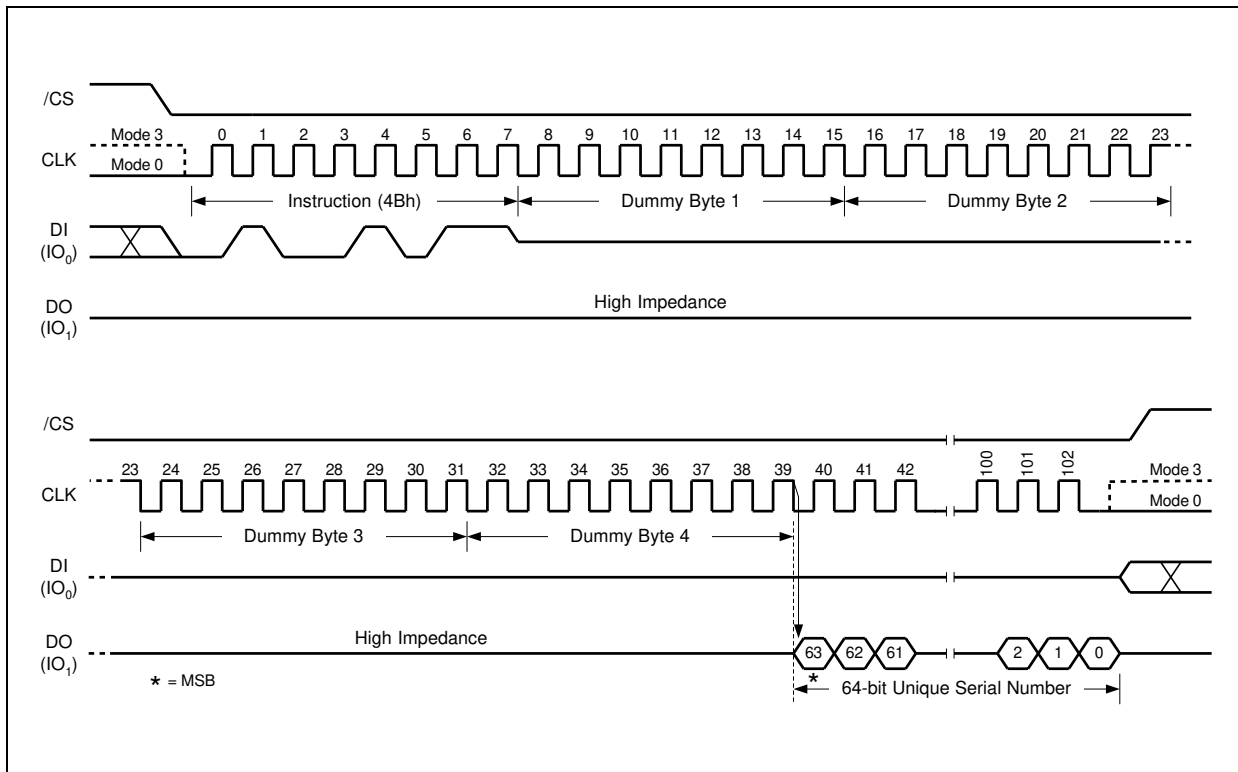 /CS
Mode 3
0 1 2 3 4 5 6 7 8 9 10 11 12 13 14 15 16 17 18 19 20 21 22 23
CLK
Mode 0
Instruction (4Bh) Dummy Byte 1 Dummy Byte 2
DI
(IO0)
High Impedance
DO
(IO1)
/CS
23 24 25 26 27 28 29 30 31 32 33 34 35 36 37 38 39 40 41 42 100 101 102
Mode 3
CLK
Mode 0
Dummy Byte 3 Dummy Byte 4
DI
(IO0)
High Impedance
DO
(IO1)
63 62 61 2 1 0
* = MSB
*
64-bit Unique Serial Number